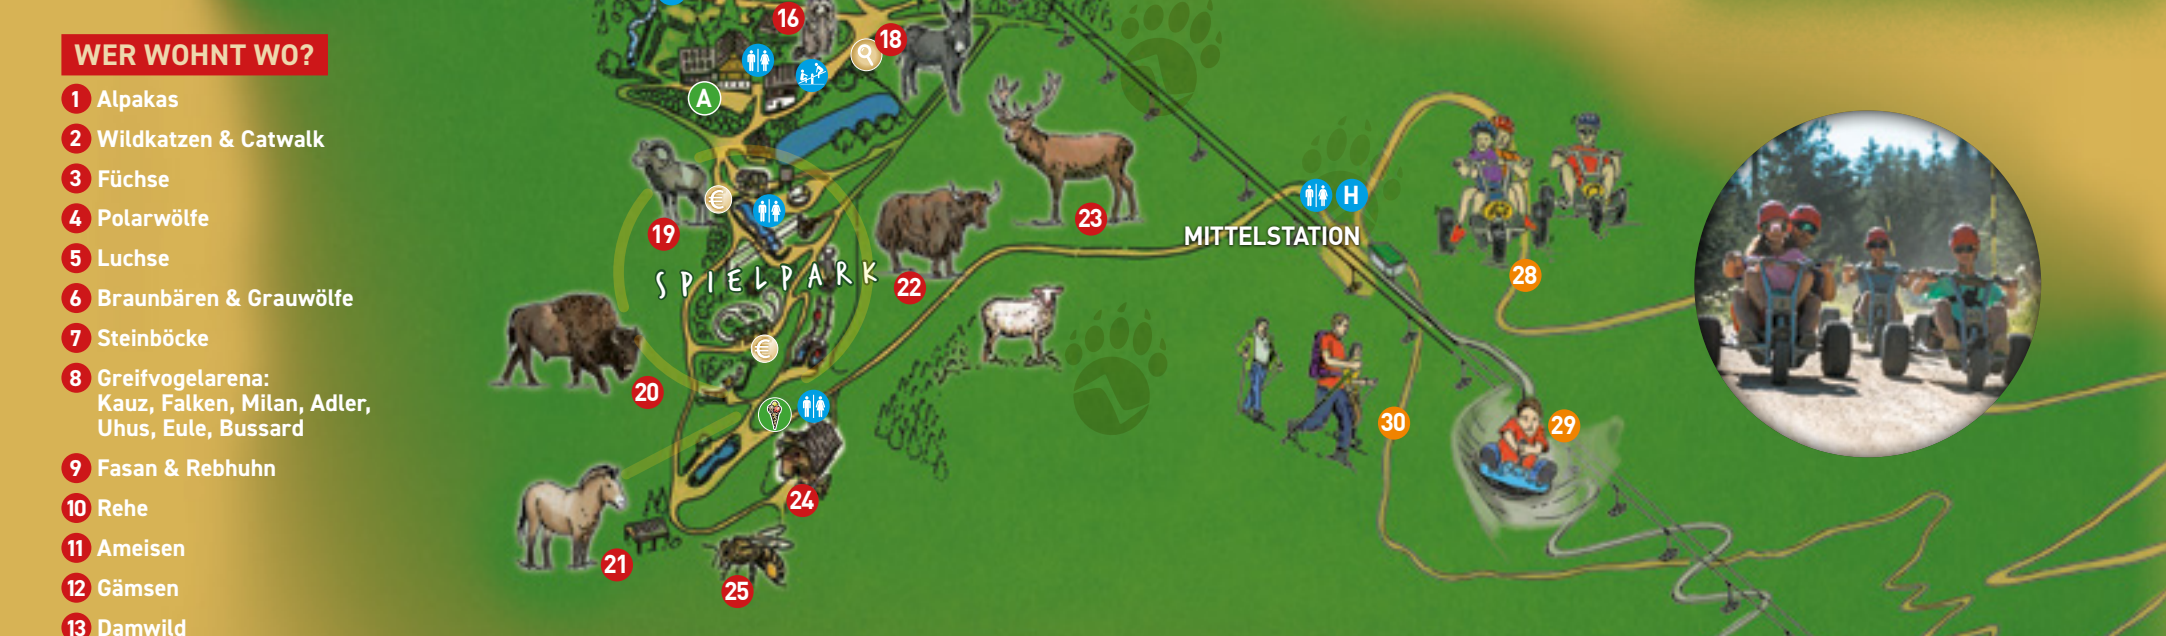 WER WOHNT WO?
1 Alpakas
2 Wildkatzen & Catwalk
3 Füchse
4 Polarwölfe
5 Luchse
6 Braunbären & Grauwölfe
7 Steinböcke
8 Greifvogelarena:
Kauz, Falken, Milan, Adler,
Uhus, Eule, Bussard
9 Fasan & Rebhuhn
10 Rehe
11 Ameisen
12 Gämsen
13 Damwild
16
18
A
€
19
23
H
MITTELSTATION
SPIELPARK
22
28
€
20
30
29
24
21
25